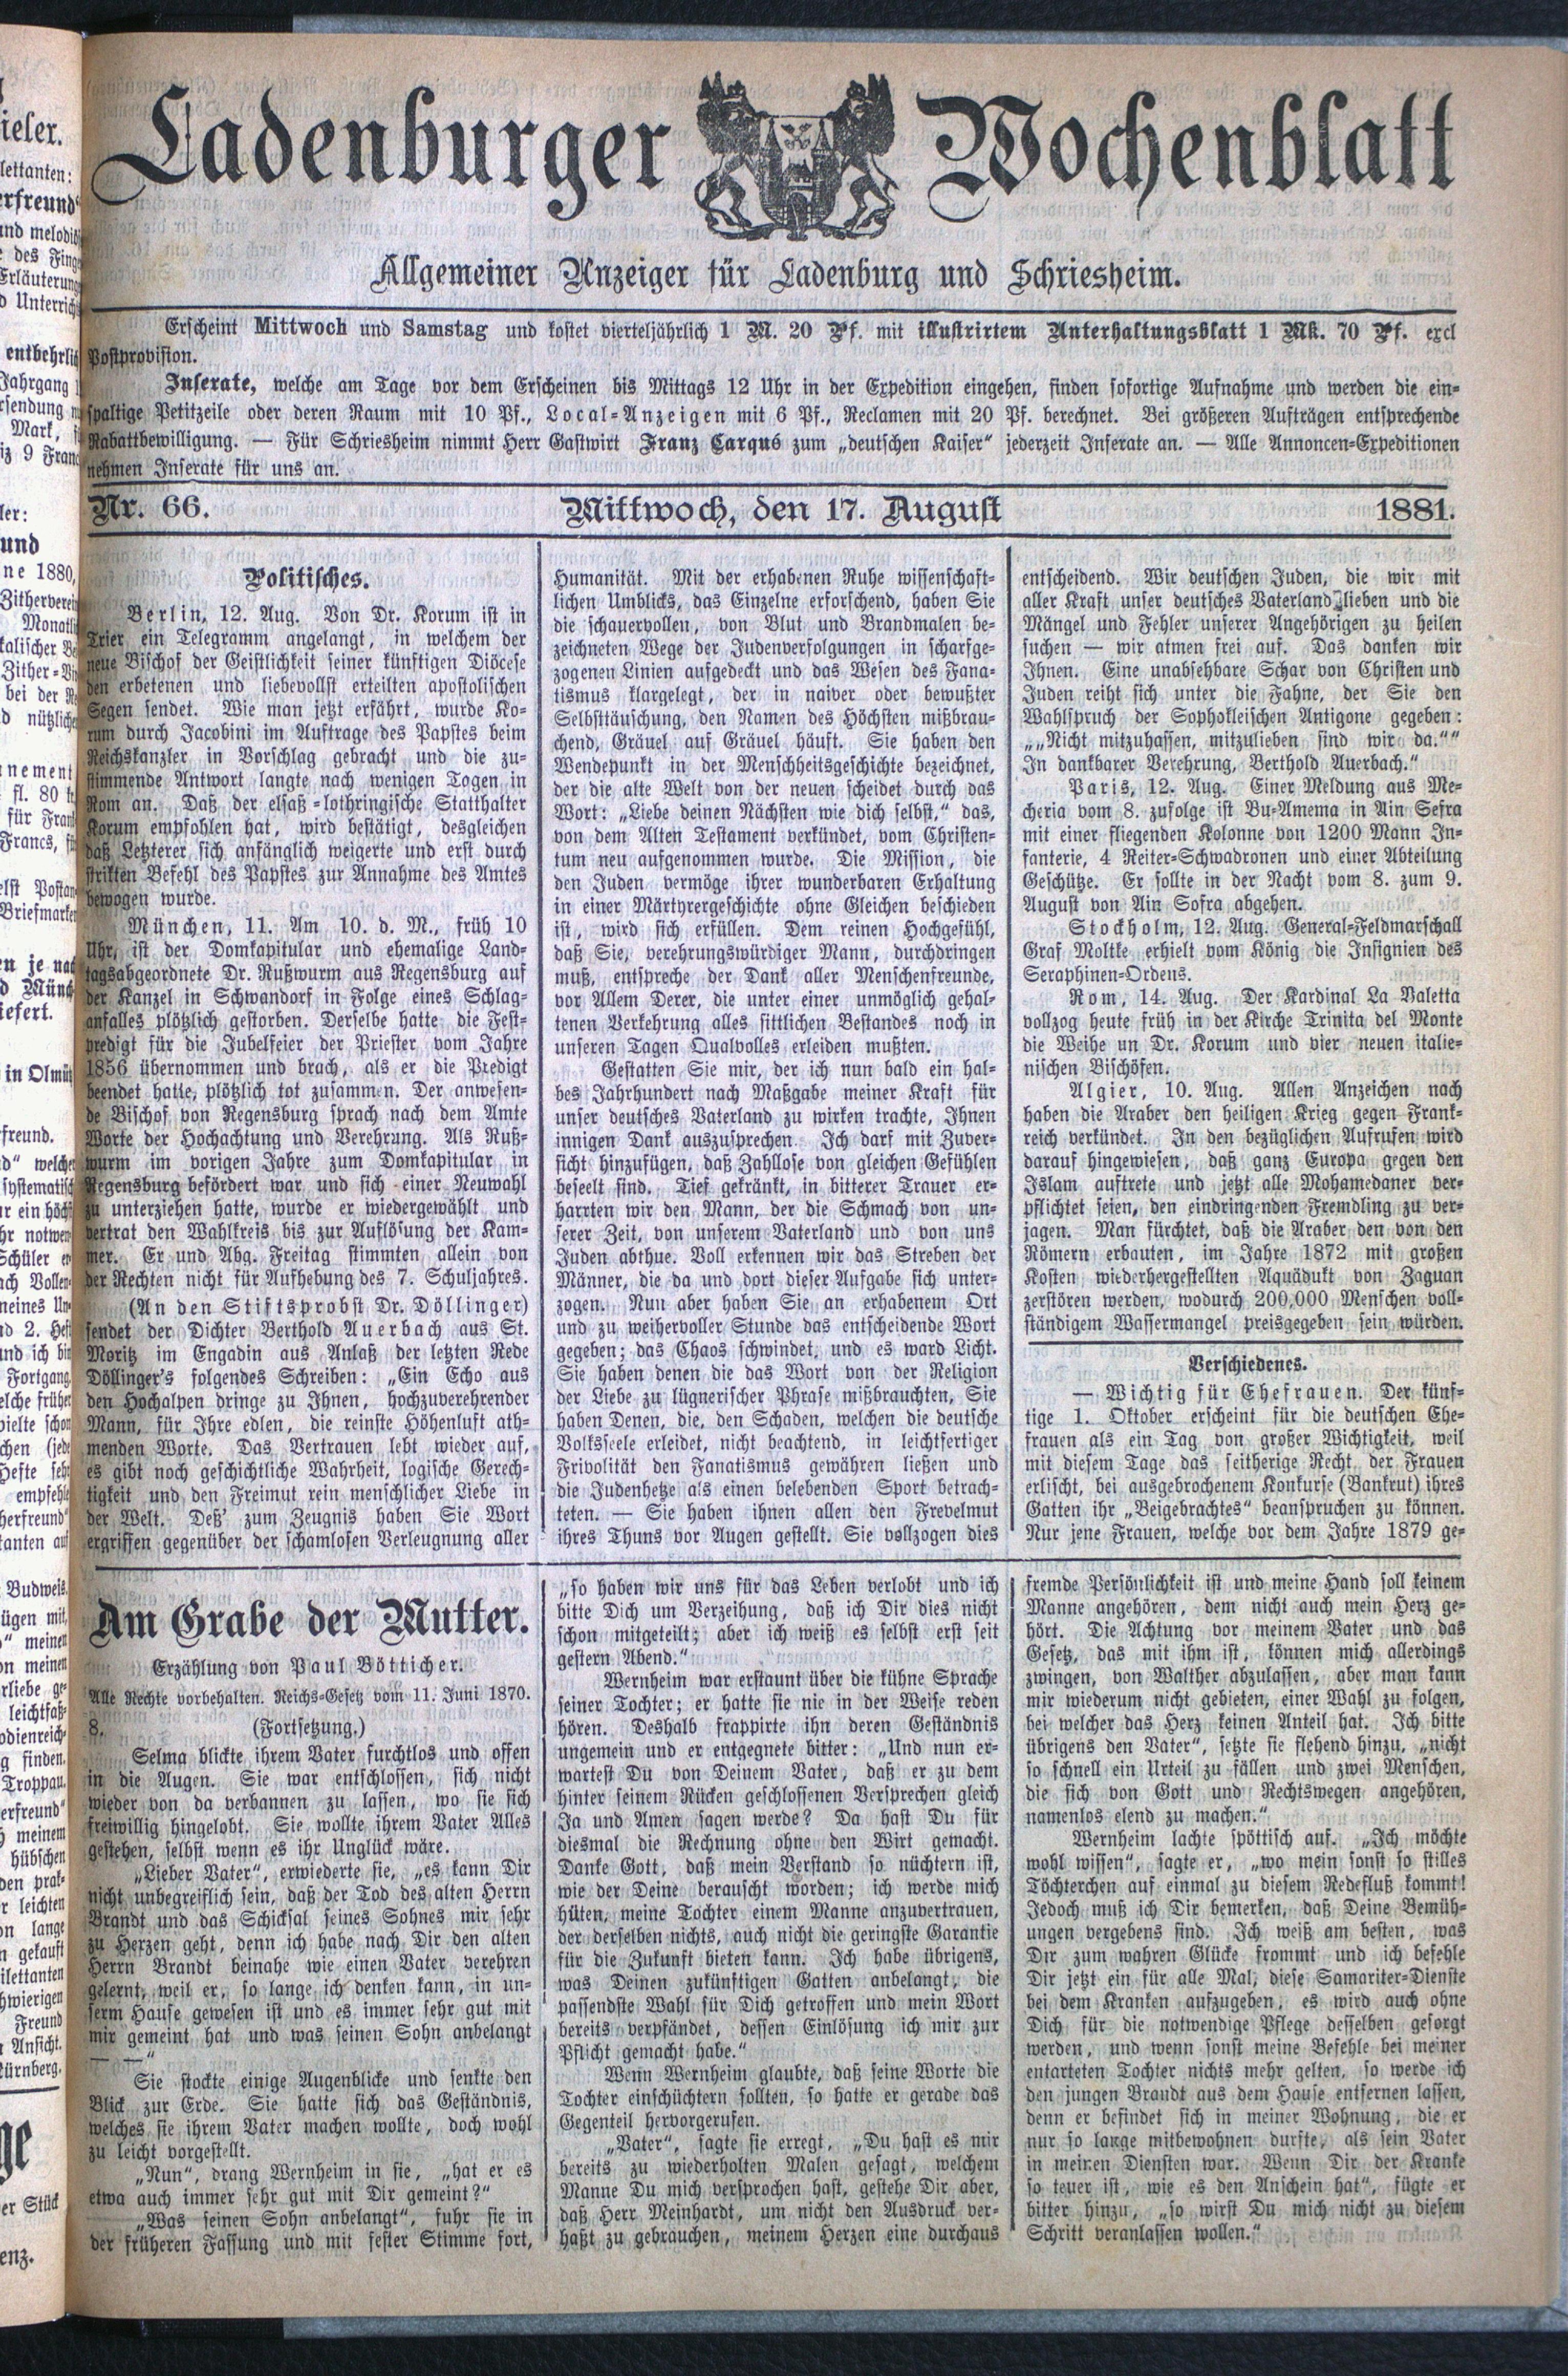 Ladenburger Wochenblatt
Allgemeiner Anzeiger für Ladenburg und Schriesheim.
Erscheint Mittwoch und Samstag und kostet vierteljährlich 1 M. 20 Pf. mit illustrirtem Unterhaltungsblatt 1 Mk. 70 Pf. excl
Postprovision.
Inserate, welche am Tage vor dem Erscheinen bis Mittags 12 Uhr in der Expedition eingehen, finden sofortige Aufnahme und werden die ein-
spaltige Petitzeile oder deren Raum mit 10 Pf., Local-Anzeigen mit 6 Pf., Reclamen mit 20 Pf. berechnet. Bei größeren Aufträgen entsprechende
Rabattbewilligung. — Für Schriesheim nimmt Herr Gastwirt Franz Carqué zum „deutschen Kaiser" jederzeit Inserate an. — Alle Annoncen-Expeditionen
nehmen Inserate für uns an.
Nr. 66. Mittwoch, den 17. August 1881.
Politisches.
Berlin, 12. Aug. Von Dr. Korum ist in
Trier ein Telegramm angelangt, in welchem der
neue Bischof der Geistlichkeit seiner künftigen Diöcese
den erbetenen und liebevollst erteilten apostolischen
Segen sendet. Wie man jetzt erfährt, wurde Ko-
rum durch Jacobini im Auftrage des Papstes beim
Reichskanzler in Vorschlag gebracht und die zu-
stimmende Antwort langte nach wenigen Togen in
Rom an. Daß der elsaß-lothringische Statthalter
Korum empfohlen hat, wird bestätigt, desgleichen
daß Letzterer sich anfänglich weigerte und erst durch
strikten Befehl des Papstes zur Annahme des Amtes
bewogen wurde.
München, 11. Am 10. d. M., früh 10
Uhr, ist der Domkapitular und ehemalige Land-
tagsabgeordnete Dr. Rußwurm aus Regensburg auf
der Kanzel in Schwandorf in Folge eines Schlag-
anfalles plötzlich gestorben. Derselbe hatte die Fest-
predigt für die Jubelfeier der Priester vom Jahre
1856 übernommen und brach, als er die Predigt
beendet hatte, plötzlich tot zusammen. Der anwesen-
de Bischof von Regensburg sprach nach dem Amte
Worte der Hochachtung und Verehrung. Als Ruß-
wurm im vorigen Jahre zum Domkapitular in
Regensburg befördert war und sich einer Neuwahl
zu unterziehen hatte, wurde er wiedergewählt und
vertrat den Wahlkreis bis zur Auflösung der Kam-
mer. Er und Abg. Freitag stimmten allein von
der Rechten nicht für Aufhebung des 7. Schuljahres.
(An den Stiftsprobst Dr. Döllinger)
sendet der Dichter Berthold Auerbach aus St.
Moritz im Engadin aus Anlaß der letzten Rede
Döllinger's folgendes Schreiben: „Ein Echo aus
den Hochalpen dringe zu Ihnen, hochzuverehrender
Mann, für Ihre edlen, die reinste Höhenluft ath-
menden Worte. Das Vertrauen lebt wieder auf,
es gibt noch geschichtliche Wahrheit, logische Gerech-
tigkeit und den Freimut rein menschlicher Liebe in
der Welt. Deß' zum Zeugnis haben Sie Wort
ergriffen gegenüber der schamlosen Verleugnung aller
Humanität. Mit der erhabenen Ruhe wissenschaft-
lichen Umblicks, das Einzelne erforschend, haben Sie
die schauervollen, von Blut und Brandmalen be-
zeichneten Wege der Judenverfolgungen in scharfge-
zogenen Linien aufgedeckt und das Wesen des Fana-
tismus klargelegt, der in naiver oder bewußter
Selbsttäuschung, den Namen des Höchsten mißbrau-
chend, Gräuel auf Gräuel häuft. Sie haben den
Wendepunkt in der Menschheitsgeschichte bezeichnet,
der die alte Welt von der neuen scheidet durch das
Wort: „Liebe deinen Nächsten wie dich selbst," das,
von dem Alten Testament verkündet, vom Christen-
tum neu aufgenommen wurde. Die Mission, die
den Juden vermöge ihrer wunderbaren Erhaltung
in einer Märtyrergeschichte ohne Gleichen beschieden
ist, wird sich erfüllen. Dem reinen Hochgefühl,
daß Sie, verehrungswürdiger Mann, durchdringen
muß, entspreche der Dank aller Menschenfreunde,
vor Allem Derer, die unter einer unmöglich gehal-
tenen Verkehrung alles sittlichen Bestandes noch in
unseren Tagen Qualvolles erleiden mußten.
Gestatten Sie mir, der ich nun bald ein hal-
bes Jahrhundert nach Maßgabe meiner Kraft für
unser deutsches Vaterland zu wirken trachte, Ihnen
innigen Dank auszusprechen. Ich darf mit Zuver-
sicht hinzufügen, daß Zahllose von gleichen Gefühlen
beseelt sind. Tief gekränkt, in bitterer Trauer er-
harrten wir den Mann, der die Schmach von un-
serer Zeit, von unserem Vaterland und von uns
Juden abthue. Voll erkennen wir das Streben der
Männer, die da und dort dieser Aufgabe sich unter-
zogen. Nun aber haben Sie an erhabenem Ort
und zu weihervoller Stunde das entscheidende Wort
gegeben; das Chaos schwindet, und es ward Licht.
Sie haben denen die das Wort von der Religion
der Liebe zu lügnerischer Phrase mißbrauchten, Sie
haben Denen, die, den Schaden, welchen die deutsche
Volksseele erleidet, nicht beachtend, in leichtfertiger
Frivolität den Fanatismus gewähren ließen und
die Judenhetze als einen belebenden Sport betrach-
teten. — Sie haben ihnen allen den Frevelmut
ihres Thuns vor Augen gestellt. Sie vollzogen dies
entscheidend. Wir deutschen Juden, die wir mit
aller Kraft unser deutsches Vaterland lieben und die
Mängel und Fehler unserer Angehörigen zu heilen
suchen — wir atmen frei auf. Das danken wir
Ihnen. Eine unabsehbare Schar von Christen und
Juden reiht sich unter die Fahne, der Sie den
Wahlspruch der Sophokleischen Antigone gegeben:
„„Nicht mitzuhassen, mitzulieben sind wir da.""
In dankbarer Verehrung, Berthold Auerbach."
Paris, 12. Aug. Einer Meldung aus Me-
cheria vom 8. zufolge ist Bu-Amema in Ain Sefra
mit einer fliegenden Kolonne von 1200 Mann In-
fanterie, 4 Reiter-Schwadronen und einer Abteilung
Geschütze. Er sollte in der Nacht vom 8. zum 9.
August von Ain Sofra abgehen.
Stockholm, 12. Aug. General-Feldmarschall
Graf Moltke erhielt vom König die Insignien des
Seraphinen-Ordens.
Rom, 14. Aug. Der Kardinal La Valetta
vollzog heute früh in der Kirche Trinita del Monte
die Weihe un Dr. Korum und vier neuen italie-
nischen Bischöfen.
Algier, 10. Aug. Allen Anzeichen nach
haben die Araber den heiligen Krieg gegen Frank-
reich verkündet. In den bezüglichen Aufrufen wird
darauf hingewiesen, daß ganz Europa gegen den
Islam auftrete und jetzt alle Mohamedaner ver-
pflichtet seien, den eindringenden Fremdling zu ver-
jagen. Man fürchtet, daß die Araber den von den
Römern erbauten, im Jahre 1872 mit großen
Kosten wiederhergestellten Aquädukt von Zaguan
zerstören werden, wodurch 200,000 Menschen voll-
ständigem Wassermangel preisgegeben sein würden.
Verschiedenes.
— Wichtig für Ehefrauen. Der künf-
tige 1. Oktober erscheint für die deutschen Ehe-
frauen als ein Tag von großer Wichtigkeit, weil
mit diesem Tage das seitherige Recht der Frauen
erlischt, bei ausgebrochenem Konkurse (Bankrut) ihres
Gatten ihr „Beigebrachtes" beanspruchen zu können.
Nur jene Frauen, welche vor dem Jahre 1879 ge-
Am Grabe der Mutter.
Erzählung von Paul Bötticher.
Alle Rechte vorbehalten. Reichs-Gesetz vom 11. Juni 1870.
8. (Fortsetzung.)
Selma blickte ihrem Vater furchtlos und offen
in die Augen. Sie war entschlossen, sich nicht
wieder von da verbannen zu lassen, wo sie sich
freiwillig hingelobt. Sie wollte ihrem Vater Alles
gestehen, selbst wenn es ihr Unglück wäre.
„Lieber Vater", erwiederte sie, „es kann Dir
nicht unbegreiflich sein, daß der Tod des alten Herrn
Brandt und das Schicksal seines Sohnes mir sehr
zu Herzen geht, denn ich habe nach Dir den alten
Herrn Brandt beinahe wie einen Vater verehren
gelernt, weil er, so lange ich denken kann, in un-
serm Hause gewesen ist und es immer sehr gut mit
mir gemeint hat und was seinen Sohn anbelangt
— —"
Sie stockte einige Augenblicke und senkte den
Blick zur Erde. Sie hatte sich das Geständnis,
welches sie ihrem Vater machen wollte, doch wohl
zu leicht vorgestellt.
„Nun", drang Wernheim in sie, „hat er es
etwa auch immer sehr gut mit Dir gemeint?"
„Was seinen Sohn anbelangt", fuhr sie in
der früheren Fassung und mit fester Stimme fort,
„so haben wir uns für das Leben verlobt und ich
bitte Dich um Verzeihung, daß ich Dir dies nicht
schon mitgeteilt; aber ich weiß es selbst erst seit
gestern Abend."
Wernheim war erstaunt über die kühne Sprache
seiner Tochter; er hatte sie nie in der Weise reden
hören. Deshalb frappirte ihn deren Geständnis
ungemein und er entgegnete bitter: „Und nun er-
wartest Du von Deinem Vater, daß er zu dem
hinter seinem Rücken geschlossenen Versprechen gleich
Ja und Amen sagen werde? Da hast Du für
diesmal die Rechnung ohne den Wirt gemacht.
Danke Gott, daß mein Verstand so nüchtern ist,
wie der Deine berauscht worden; ich werde mich
hüten, meine Tochter einem Manne anzuvertrauen,
der derselben nichts, auch nicht die geringste Garantie
für die Zukunft bieten kann. Ich habe übrigens,
was Deinen zukünftigen Gatten anbelangt, die
passendste Wahl für Dich getroffen und mein Wort
bereits verpfändet, dessen Einlösung ich mir zur
Pflicht gemacht habe."
Wenn Wernheim glaubte, daß seine Worte die
Tochter einschüchtern sollten, so hatte er gerade das
Gegenteil hervorgerufen.
„Vater", sagte sie erregt, „Du hast es mir
bereits zu wiederholten Malen gesagt, welchem
Manne Du mich versprochen hast, gestehe Dir aber,
daß Herr Meinhardt, um nicht den Ausdruck ver-
haßt zu gebrauchen, meinem Herzen eine durchaus
fremde Persönlichkeit ist und meine Hand soll keinem
Manne angehören, dem nicht auch mein Herz ge-
hört. Die Achtung vor meinem Vater und das
Gesetz, das mit ihm ist, können mich allerdings
zwingen, von Walther abzulassen, aber man kann
mir wiederum nicht gebieten, einer Wahl zu folgen,
bei welcher das Herz keinen Anteil hat. Ich bitte
übrigens den Vater", setzte sie flehend hinzu, „nicht
so schnell ein Urteil zu fällen und zwei Menschen,
die sich von Gott und Rechtswegen angehören,
namenlos elend zu machen."
Wernheim lachte spöttisch auf. „Ich möchte
wohl wissen", sagte er, „wo mein sonst so stilles
Töchterchen auf einmal zu diesem Redefluß kommt!
Jedoch muß ich Dir bemerken, daß Deine Bemüh-
ungen vergebens sind. Ich weiß am besten, was
Dir zum wahren Glücke frommt und ich befehle
Dir jetzt ein für alle Mal, diese Samariter-Dienste
bei dem Kranken aufzugeben, es wird auch ohne
Dich für die notwendige Pflege desselben gesorgt
werden, und wenn sonst meine Befehle bei meiner
entarteten Tochter nichts mehr gelten, so werde ich
den jungen Brandt aus dem Hause entfernen lassen,
denn er befindet sich in meiner Wohnung, die er
nur so lange mitbewohnen durfte, als sein Vater
in meinen Diensten war. Wenn Dir der Kranke
so teuer ist, wie es den Anschein hat", fügte er
bitter hinzu, „so wirst Du mich nicht zu diesem
Schritt veranlassen wollen."